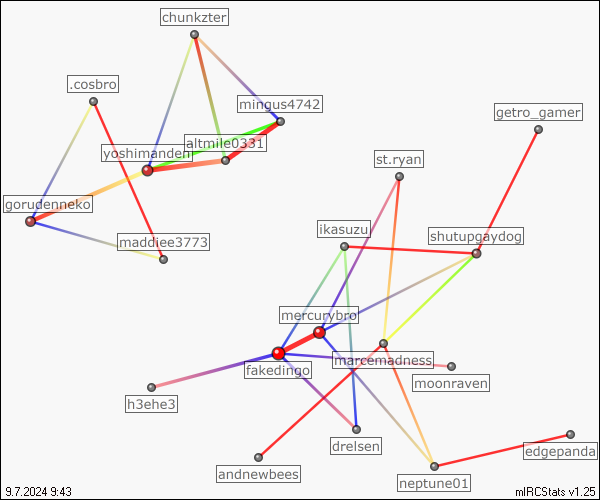 chunkzter
.cosbro
mingus4742
getro_gamer
altmile0331
yoshimanden
st.ryan
gorudenneko
ikasuzu
shutupgaydog
maddiee3773
mercurybro
marcemadness
fakedingo
moonraven
h3ehe3
drelsen
edgepanda
andnewbees
neptune01
9.7.2024 9:43
mIRCStats v1.25